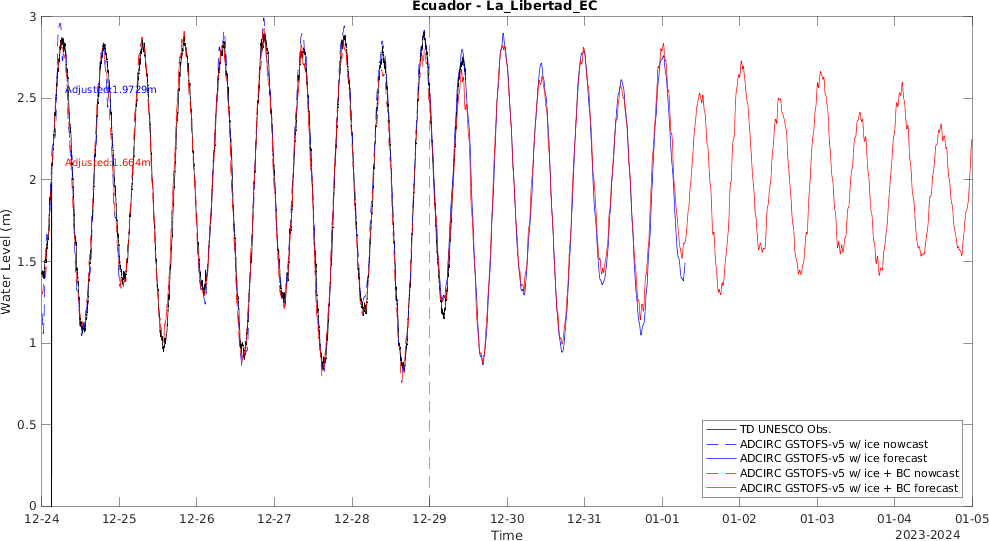 Ecuador - La_Libertad_EC
3
2.5
2
1.5
1
0.5
0
Water Level (m)
Adjusted:1.9729m
Adjusted:1.664m
TD UNESCO Obs.
ADCIRC GSTOFS-v5 w/ ice nowcast
ADCIRC GSTOFS-v5 w/ ice forecast
ADCIRC GSTOFS-v5 w/ ice + BC nowcast
ADCIRC GSTOFS-v5 w/ ice + BC forecast
12-24 12-25 12-26 12-27 12-28 12-29 12-30 12-31 01-01 01-02 01-03 01-04 01-05
Time
2023-2024